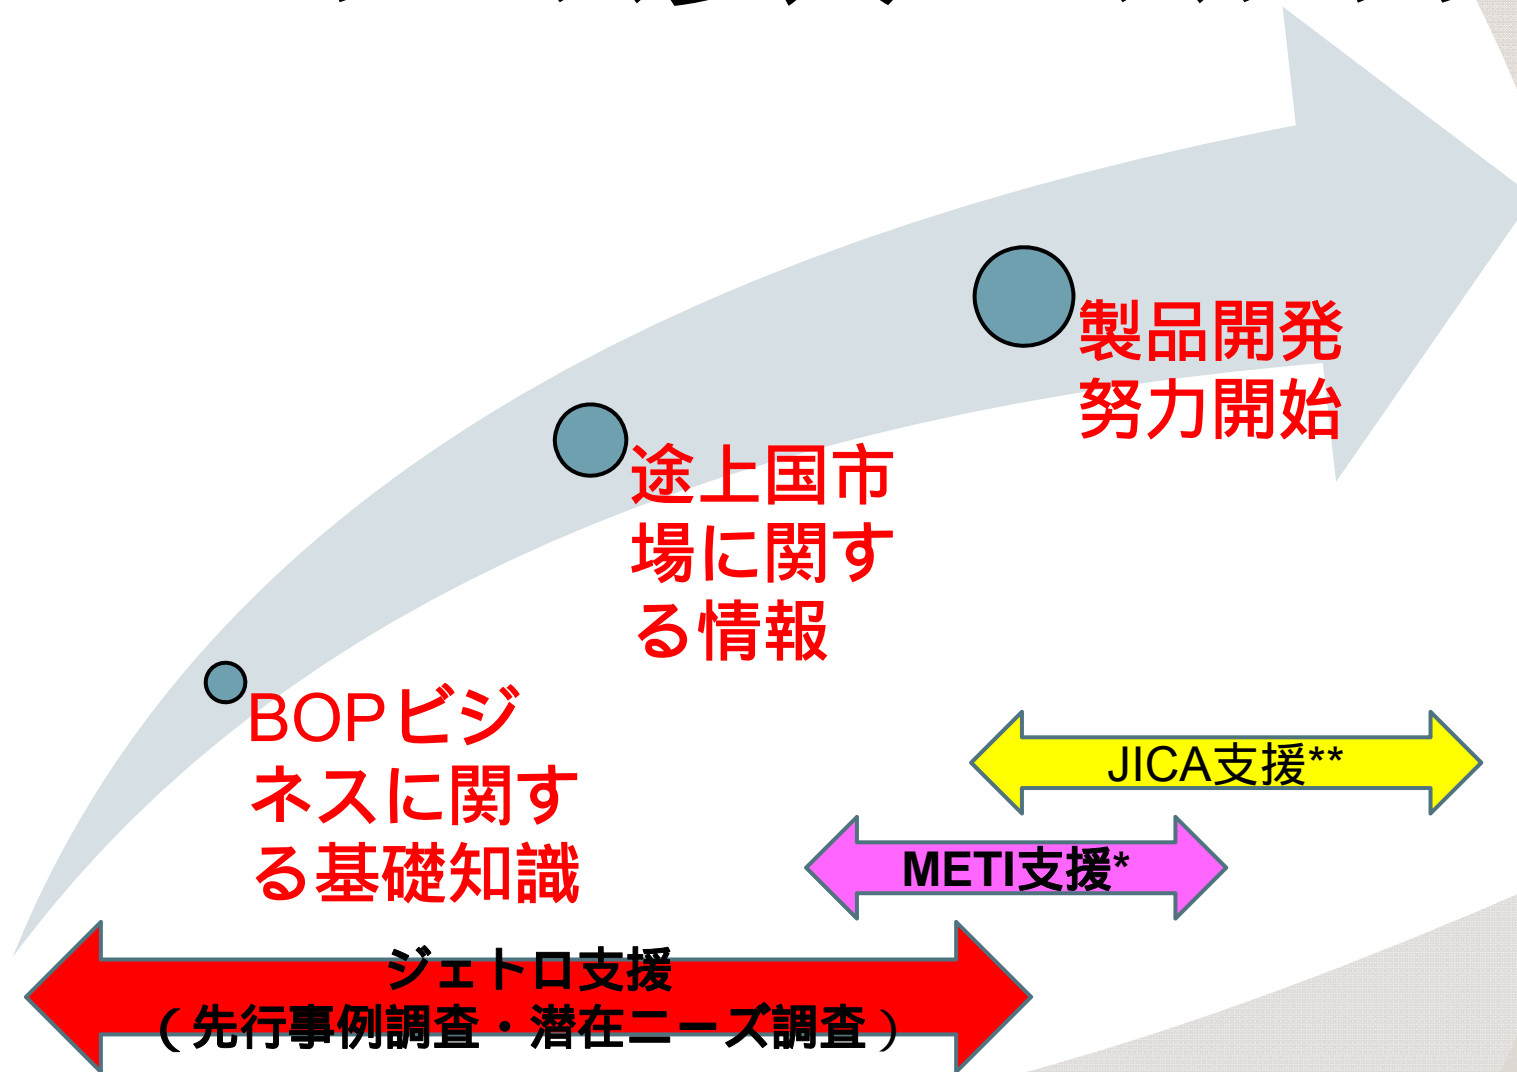 製品開発
努力開始
途上国市
場に関す
る情報
BOPビジ
ネスに関す
る基礎知識
JICA支援**
METI支援*
ジェトロ支援
（先行事例調査・潜在ニーズ調査）